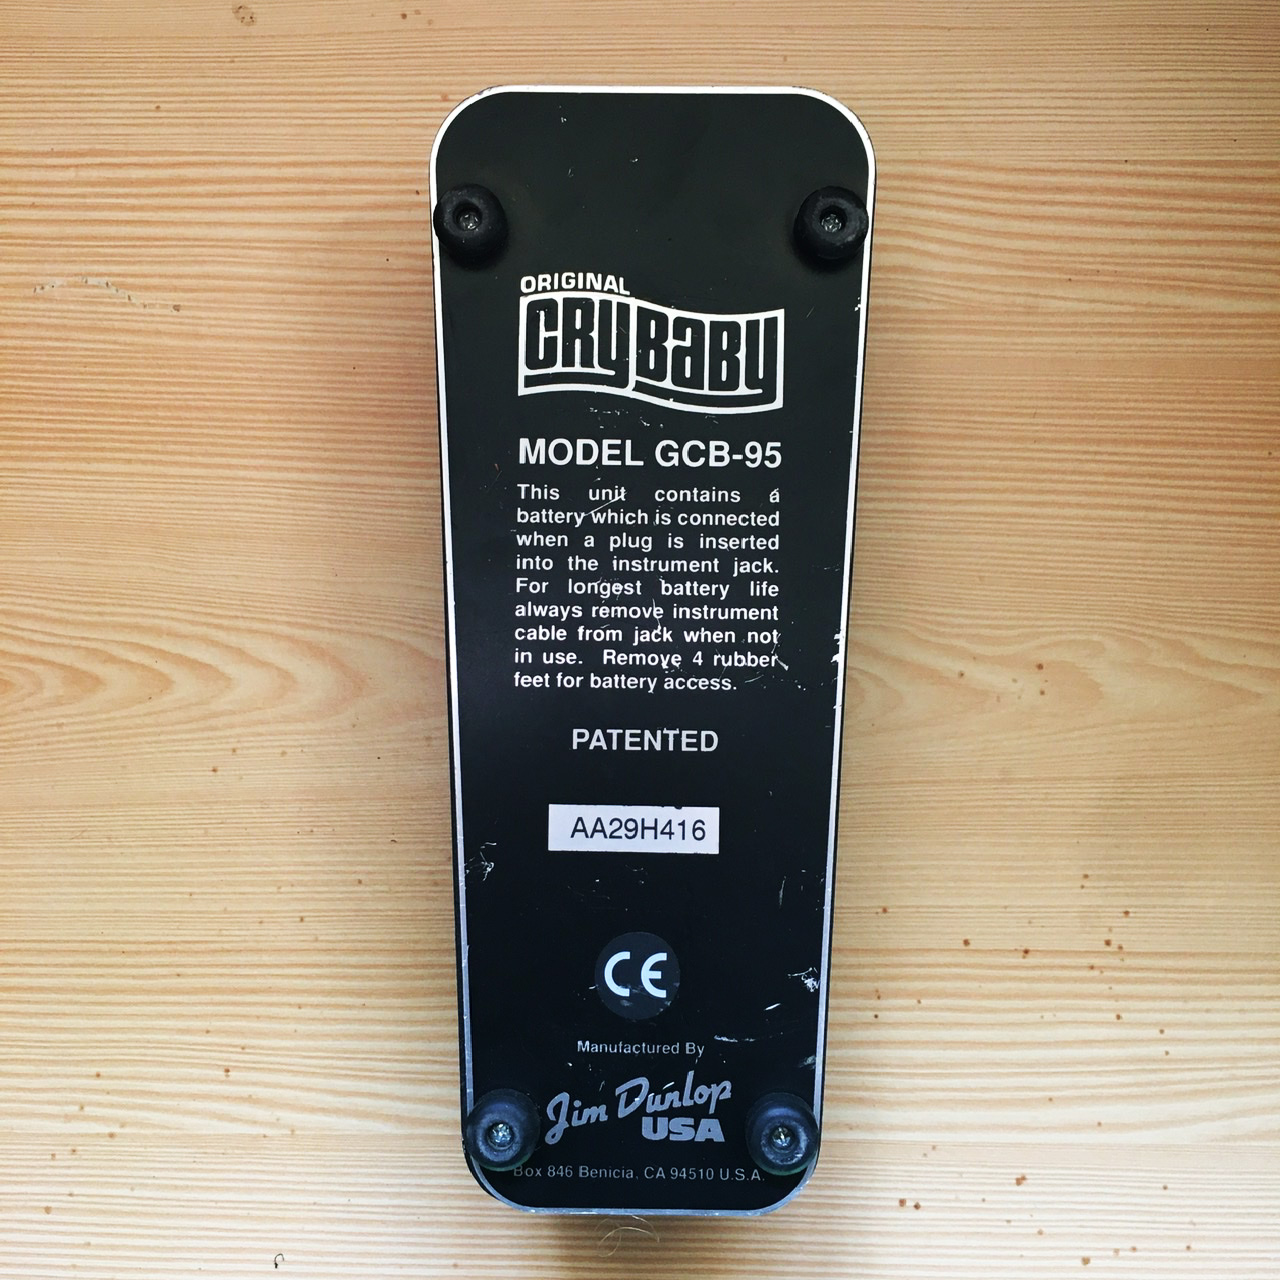 ORIGINAL
CRYBABY
MODEL GCB-95
This unit contains a
battery which is connected
when a plug is inserted
into the instrument jack.
For longest battery life
always remove instrument
cable from jack when not
in use. Remove 4 rubber
feet for battery access.
PATENTED
AA29H416
CE
Manufactured By
Jim Dunlop
USA
Box 846 Benicia, CA 94510 U.S.A.